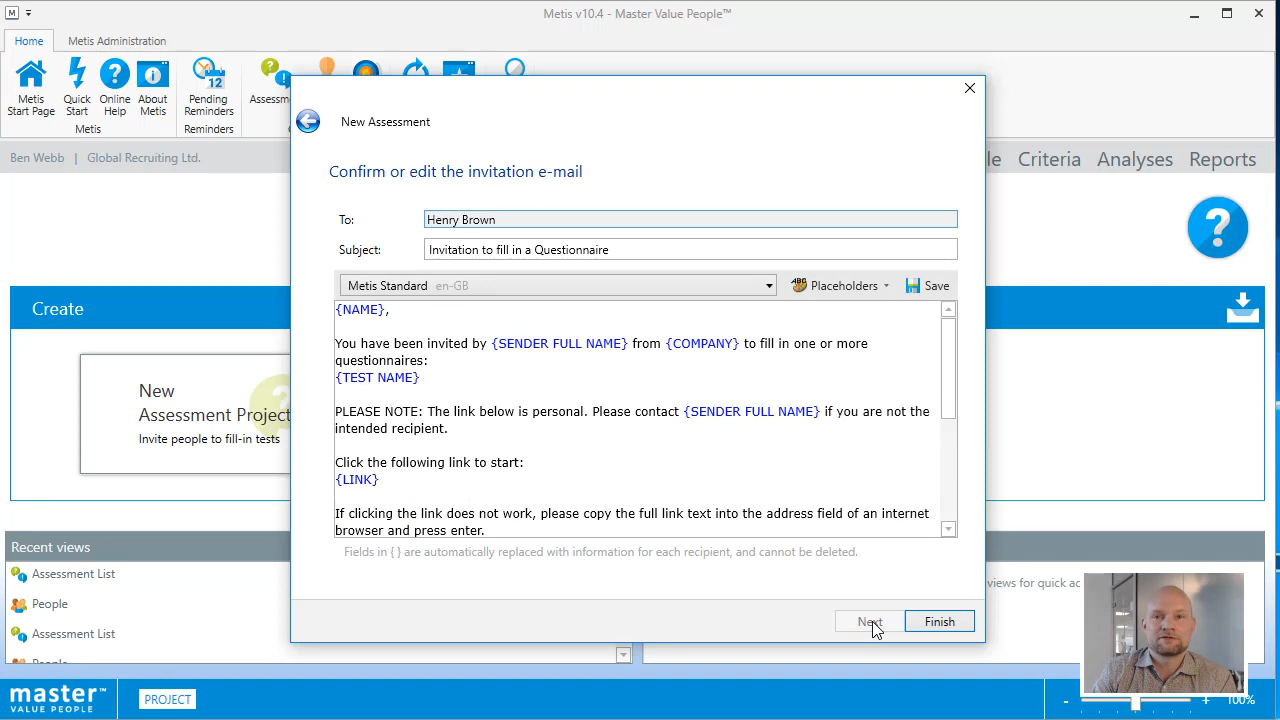 M
Metis v10.4 - Master Value People™
Home
Metis Administration
Metis
Start Page
Quick
Start
Online
Help
About
Metis
12
Pending
Reminders
Assessm
Metis
Reminders
Ben Webb | Global Recruiting Ltd.
Criteria
Analyses
Reports
New Assessment
Confirm or edit the invitation e-mail
To:
Henry Brown
Subject:
Invitation to fill in a Questionnaire
Metis Standard en-GB
Placeholders
Save
{NAME},
You have been invited by {SENDER FULL NAME} from {COMPANY} to fill in one or more
questionnaires:
{TEST NAME}
PLEASE NOTE: The link below is personal. Please contact {SENDER FULL NAME} if you are not the
intended recipient.
Click the following link to start:
{LINK}
If clicking the link does not work, please copy the full link text into the address field of an internet
browser and press enter.
Fields in { } are automatically replaced with information for each recipient, and cannot be deleted.
Next
Finish
Create
New
Assessment Project
Invite people to fill-in tests
Recent views
Assessment List
People
Assessment List
People
views for quick ac
master™
VALUE PEOPLE
PROJECT
- + 100%